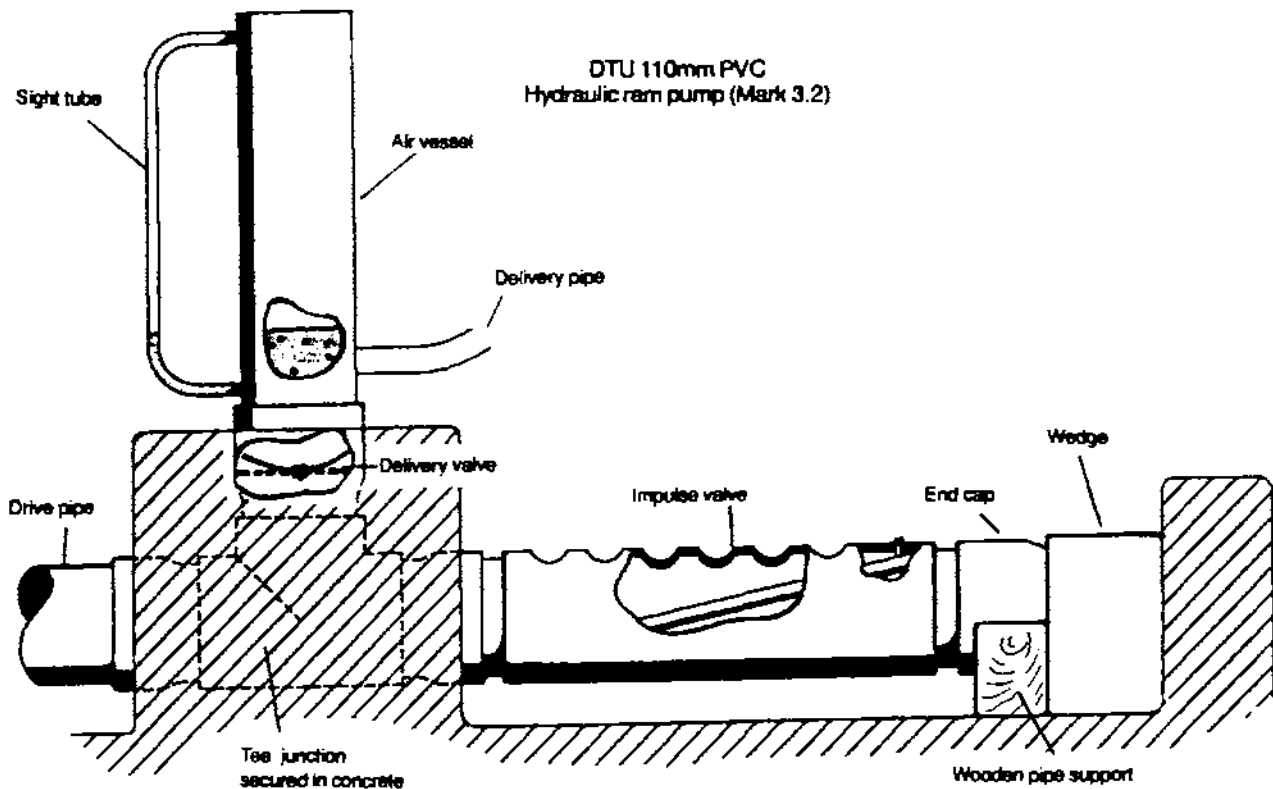 DTU 110mm PVC
Hydraulic ram pump (Mark 3.2)
Sight tube
Air vessel
Delivery pipe
Delivery valve
Wedge
Drive pipe
Impulse valve
End cap
Tee junction
secured in concrete
Wooden pipe support